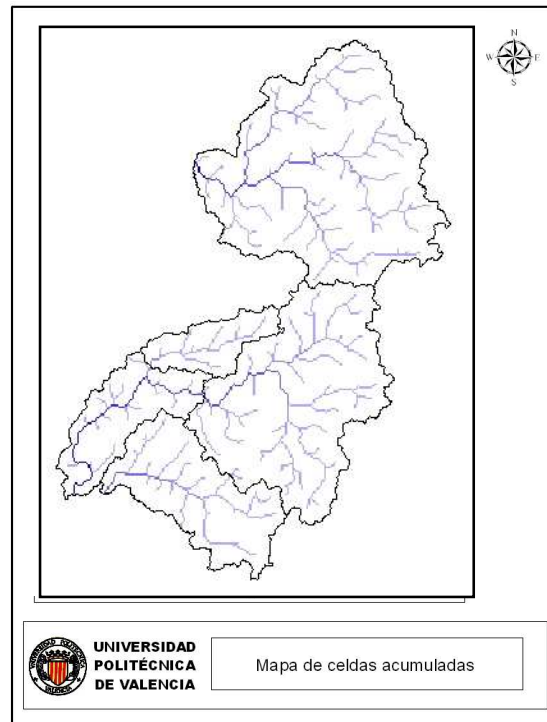 N
W E
S
UNIVERSIDAD
POLITÉCNICA
DE VALENCIA
Mapa de celdas acumuladas